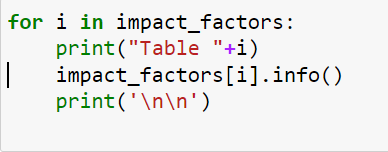 for i in impact_factors:
    print("Table "+i)
    impact_factors[i].info()
    print('\n\n')